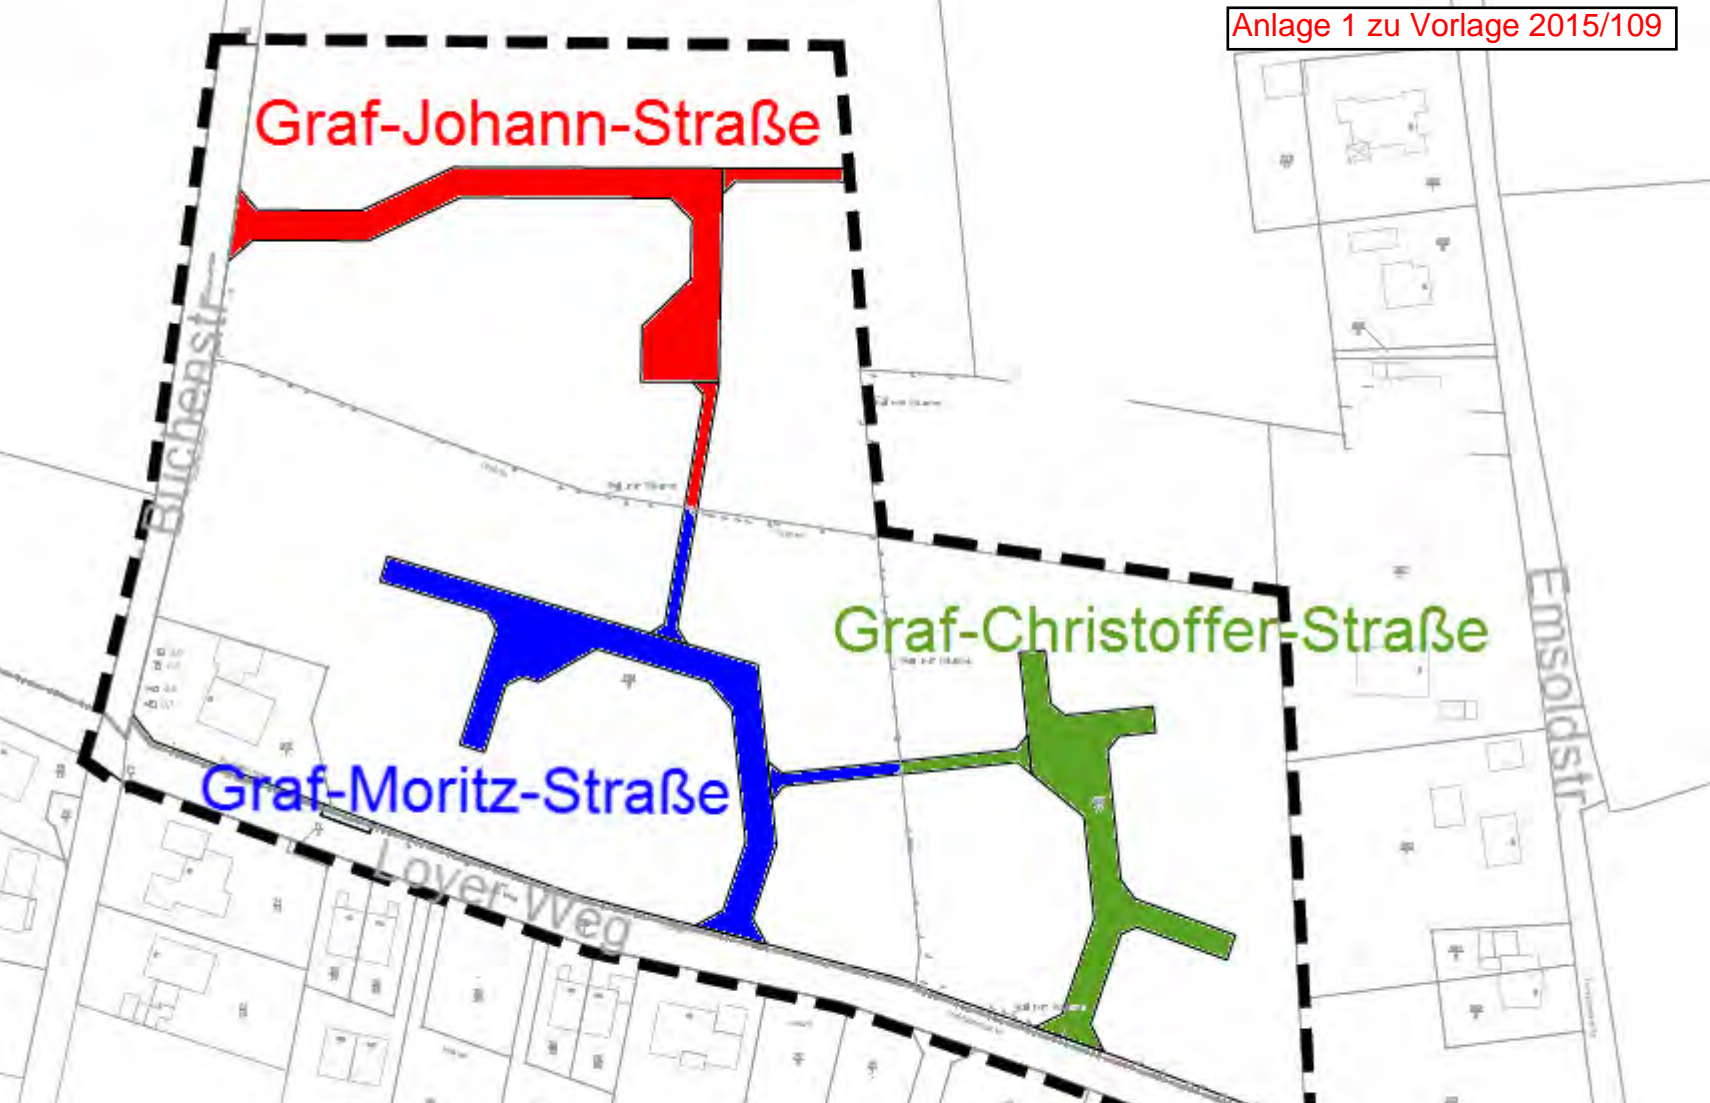 Anlage 1 zu Vorlage 2015/109
Graf-Johann-Straße
Buchenstr
Graf-Christoffer-Straße
Emsoldstr
Graf-Moritz-Straße
Loyer-Weg